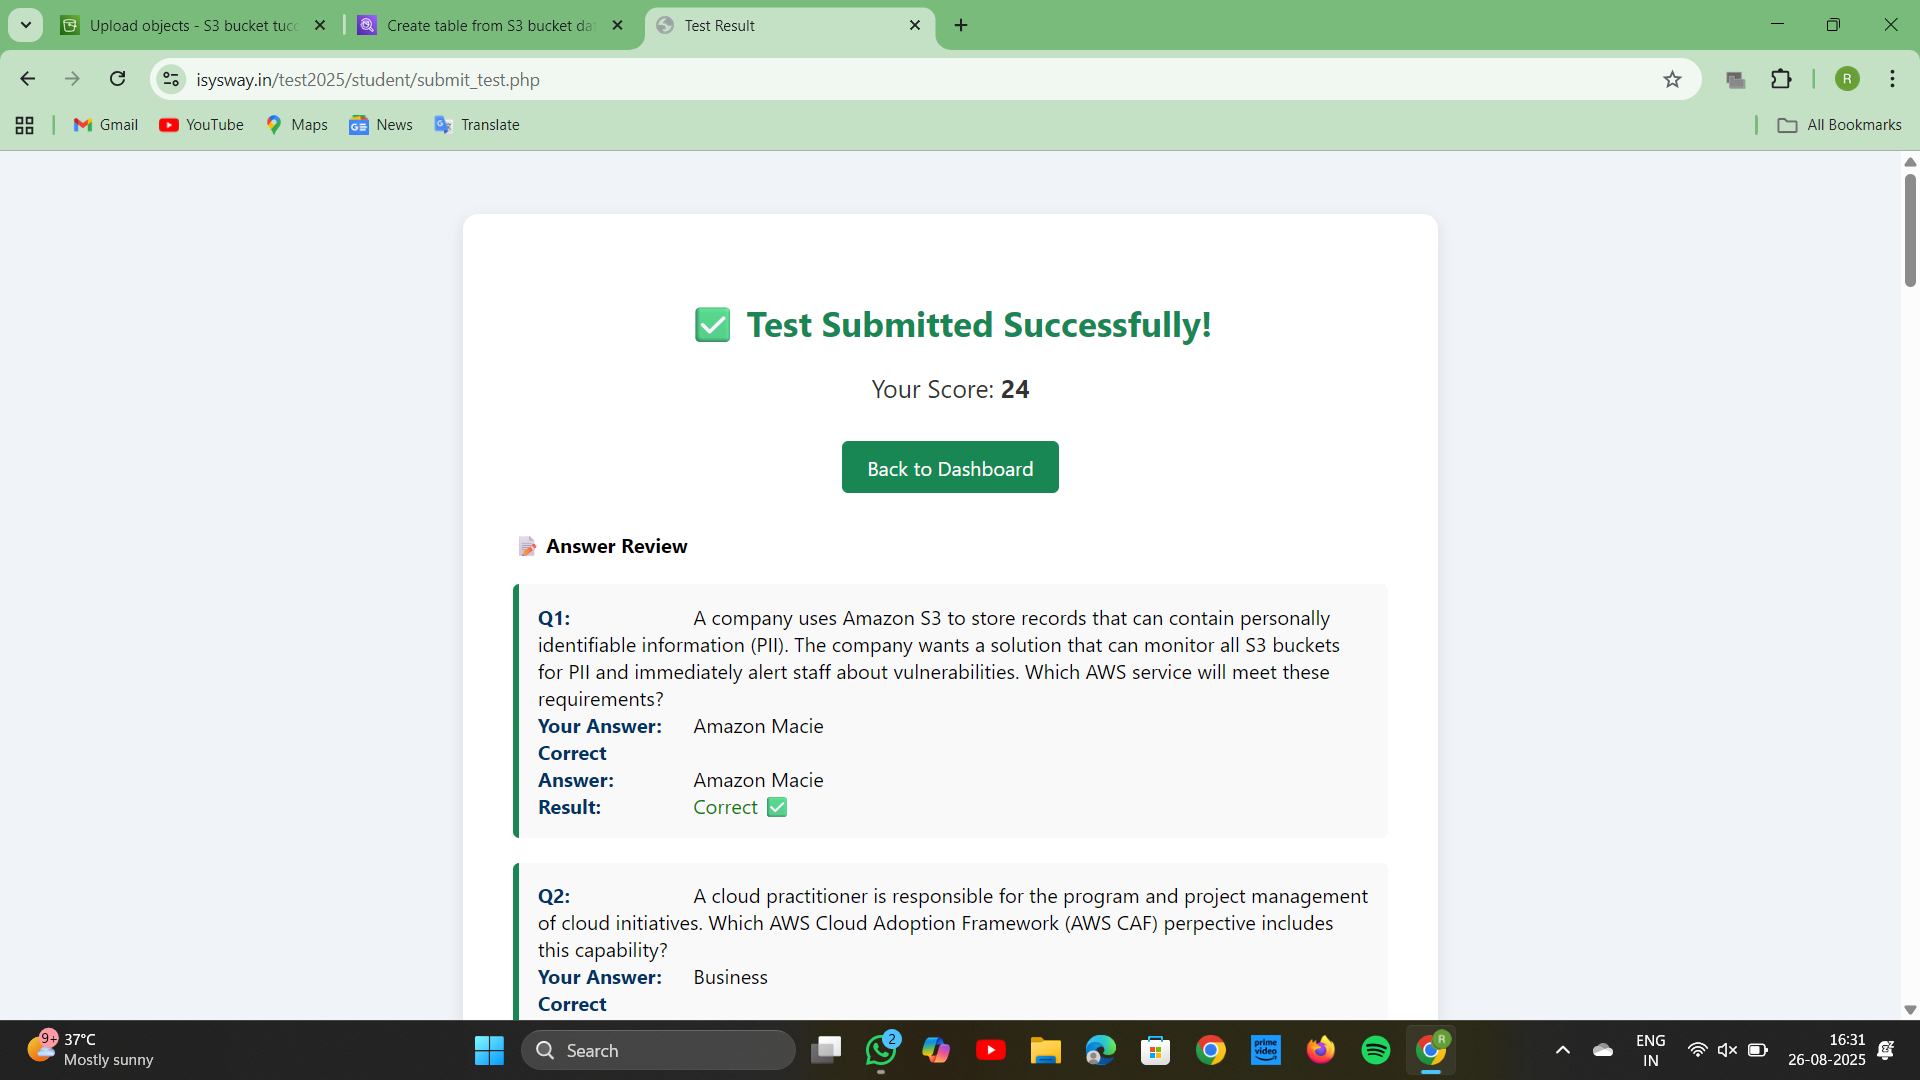 Upload objects - S3 bucket tucc
Create table from S3 bucket dat
Test Result
isysway.in/test2025/student/submit_test.php
R
Gmail
YouTube
Maps
News
Translate
All Bookmarks
✅ Test Submitted Successfully!
Your Score: 24
Back to Dashboard
📝 Answer Review
Q1: A company uses Amazon S3 to store records that can contain personally
identifiable information (PII). The company wants a solution that can monitor all S3 buckets
for PII and immediately alert staff about vulnerabilities. Which AWS service will meet these
requirements?
Your Answer: Amazon Macie
Correct
Answer: Amazon Macie
Result: Correct ✅
Q2: A cloud practitioner is responsible for the program and project management
of cloud initiatives. Which AWS Cloud Adoption Framework (AWS CAF) perpective includes
this capability?
Your Answer: Business
Correct
9+
37°C
Mostly sunny
Search
2
prime video
R
ENG
IN
16:31
26-08-2025